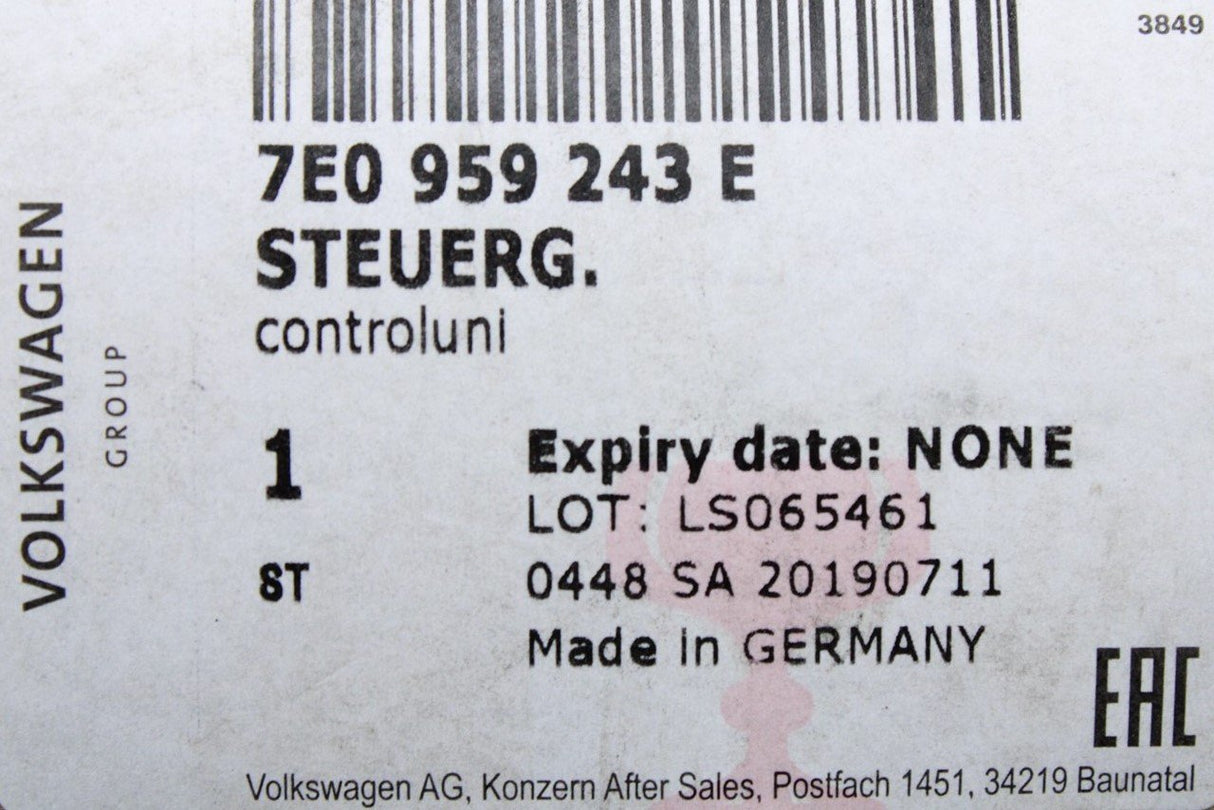 3849
7E0 959 243 E
STEUERG.
controluni
1
Expiry date: NONE
LOT: LS065461
ST
0448 SA 20190711
Made in GERMANY
EAC
Volkswagen AG, Konzern After Sales, Postfach 1451, 34219 Baunatal
VOLKSWAGEN
GROUP